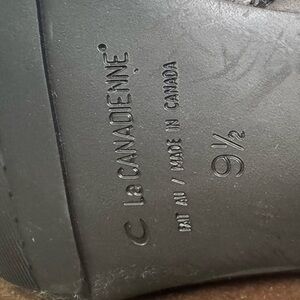 C La CANADIENNE®
FAIT AU / MADE IN CANADA
9½